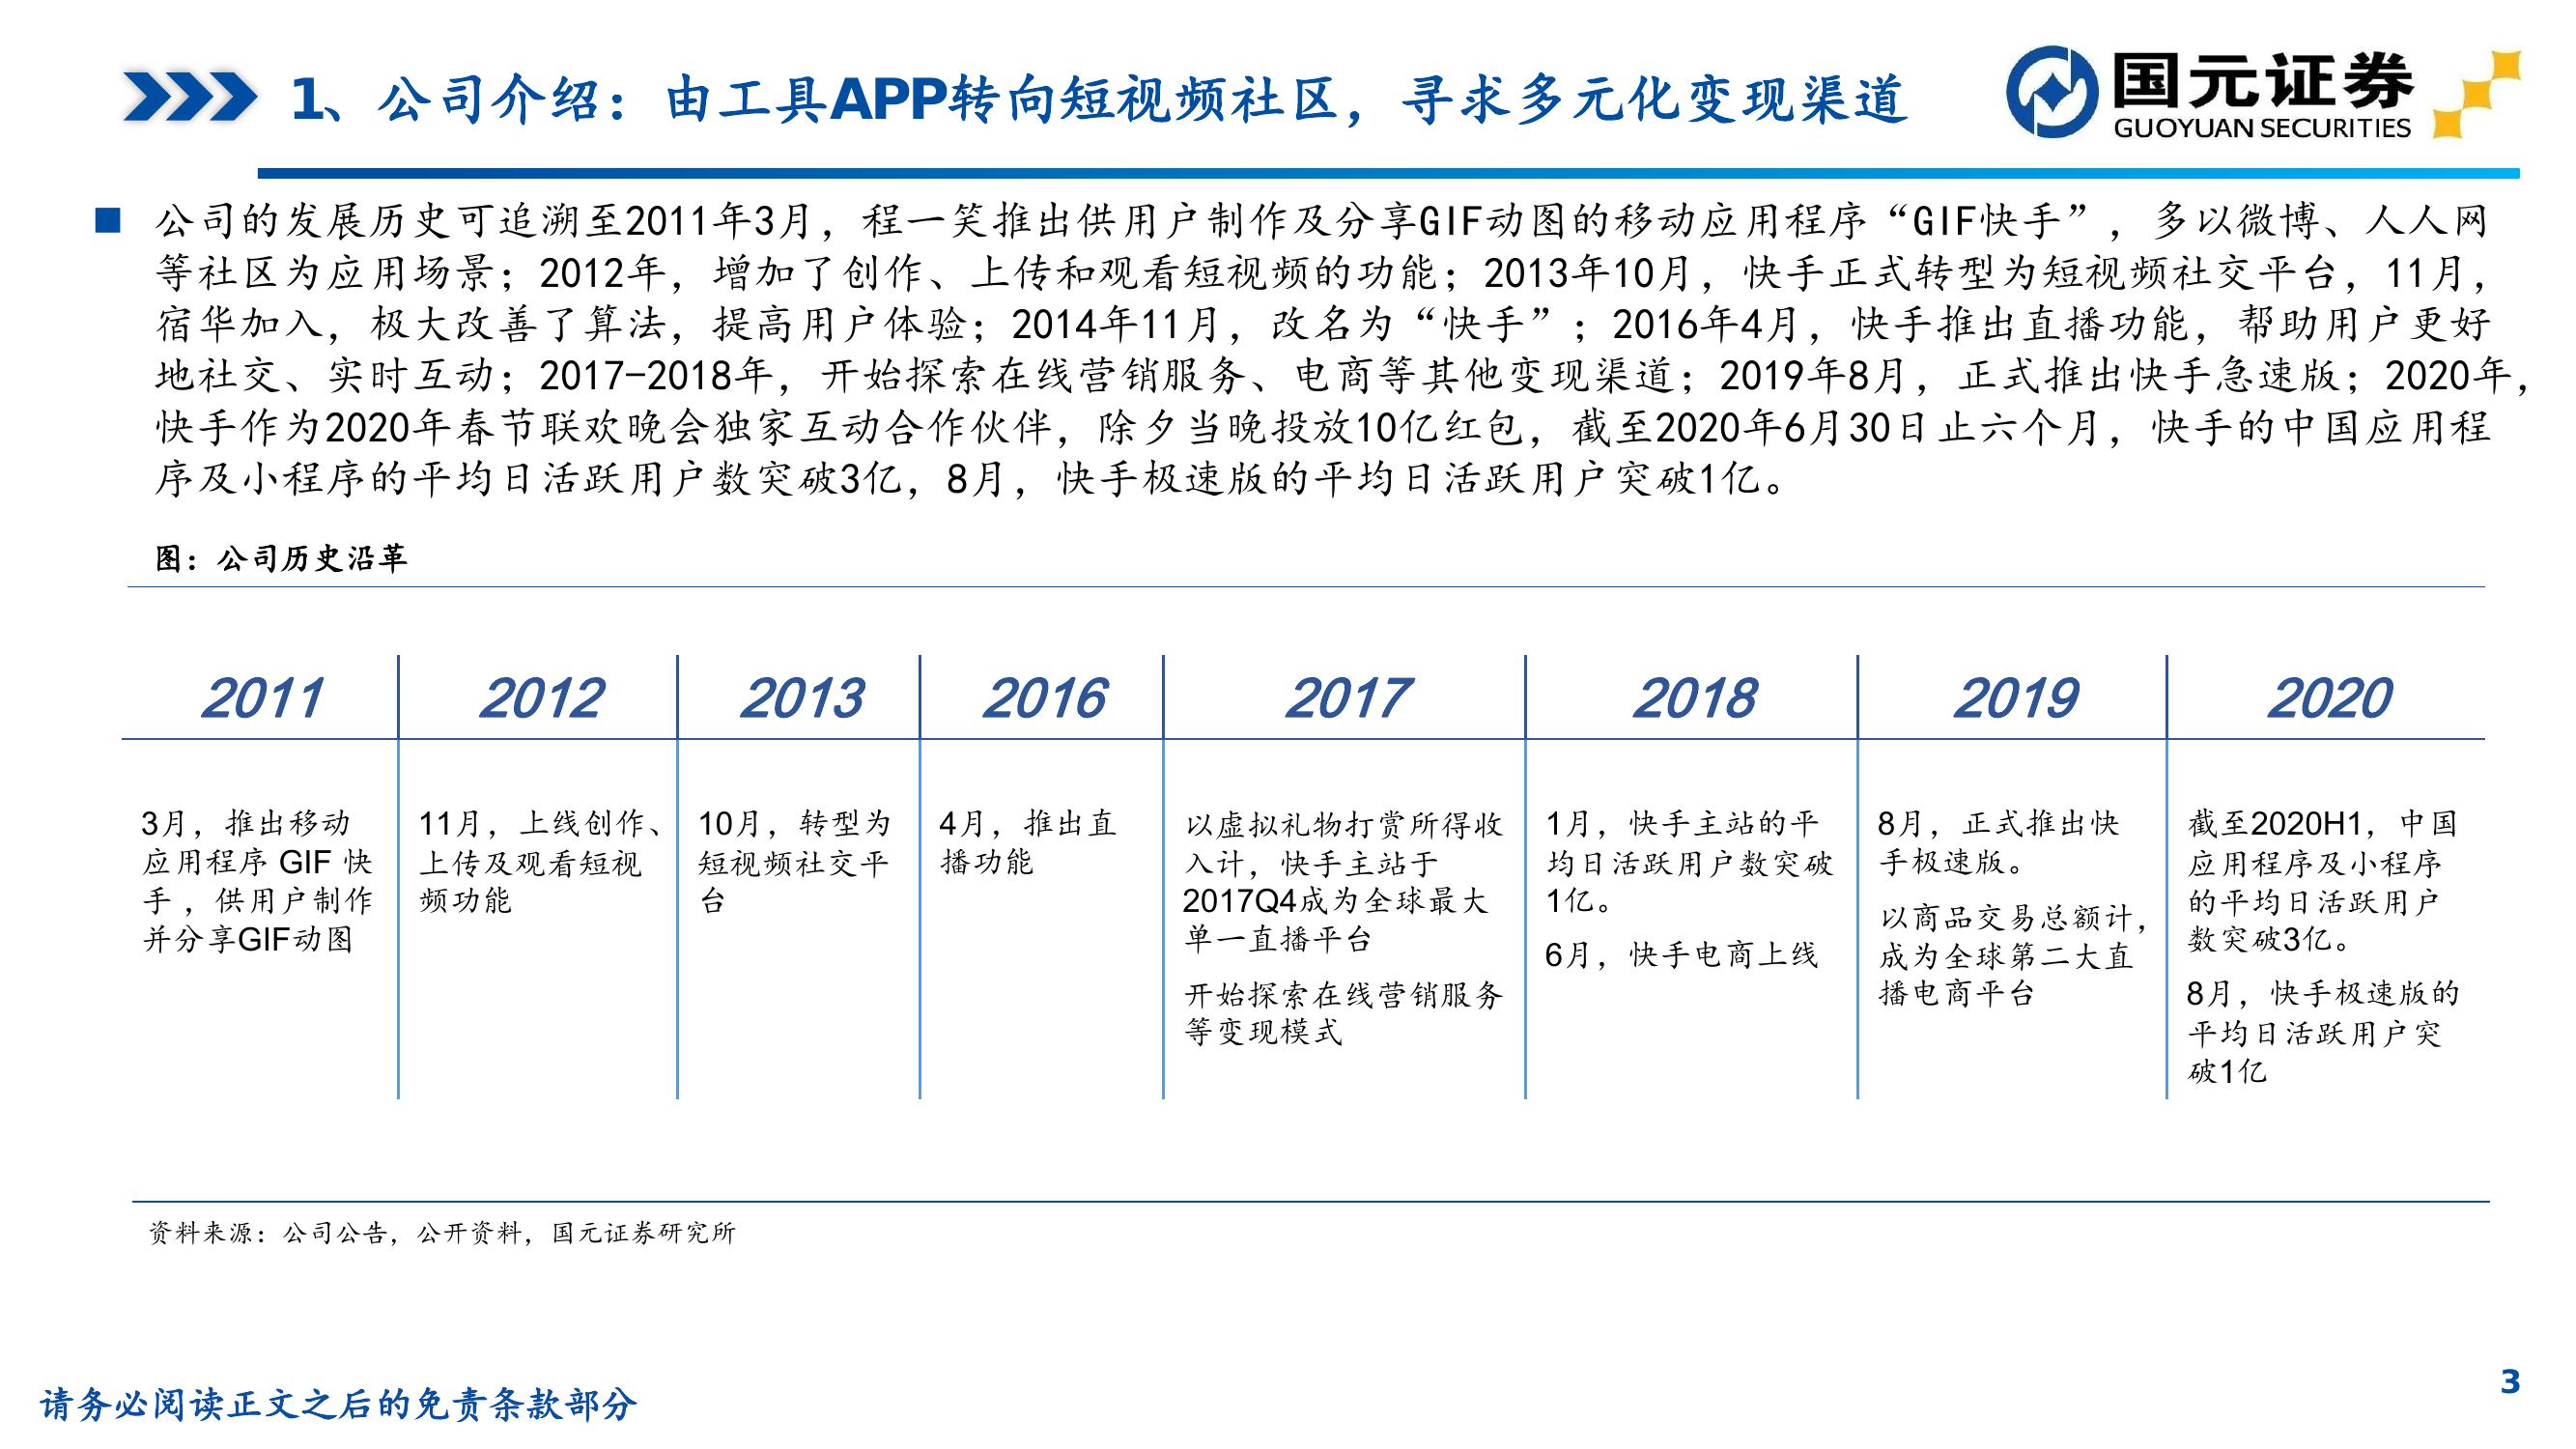 1、公司介绍：由工具APP转向短视频社区，寻求多元化变现渠道
国元证券
GUOYUAN SECURITIES
公司的发展历史可追溯至2011年3月，程一笑推出供用户制作及分享GIF动图的移动应用程序“GIF快手”，多以微博、人人网
等社区为应用场景；2012年，增加了创作、上传和观看短视频的功能；2013年10月，快手正式转型为短视频社交平台，11月，
宿华加入，极大改善了算法，提高用户体验；2014年11月，改名为“快手”；2016年4月，快手推出直播功能，帮助用户更好
地社交、实时互动；2017-2018年，开始探索在线营销服务、电商等其他变现渠道；2019年8月，正式推出快手急速版；2020年，
快手作为2020年春节联欢晚会独家互动合作伙伴，除夕当晚投放10亿红包，截至2020年6月30日止六个月，快手的中国应用程
序及小程序的平均日活跃用户数突破3亿，8月，快手极速版的平均日活跃用户突破1亿。
图：公司历史沿革
2011
3月，推出移动
应用程序 GIF 快
手 ，供用户制作
并分享GIF动图
2012
11月，上线创作、
上传及观看短视
频功能
2013
10月，转型为
短视频社交平
台
2016
4月，推出直
播功能
2017
以虚拟礼物打赏所得收
入计，快手主站于
2017Q4成为全球最大
单一直播平台
开始探索在线营销服务
等变现模式
2018
1月，快手主站的平
均日活跃用户数突破
1亿。
6月，快手电商上线
2019
8月，正式推出快
手极速版。
以商品交易总额计，
成为全球第二大直
播电商平台
2020
截至2020H1，中国
应用程序及小程序
的平均日活跃用户
数突破3亿。
8月，快手极速版的
平均日活跃用户突
破1亿
资料来源：公司公告，公开资料，国元证券研究所
请务必阅读正文之后的免责条款部分
3